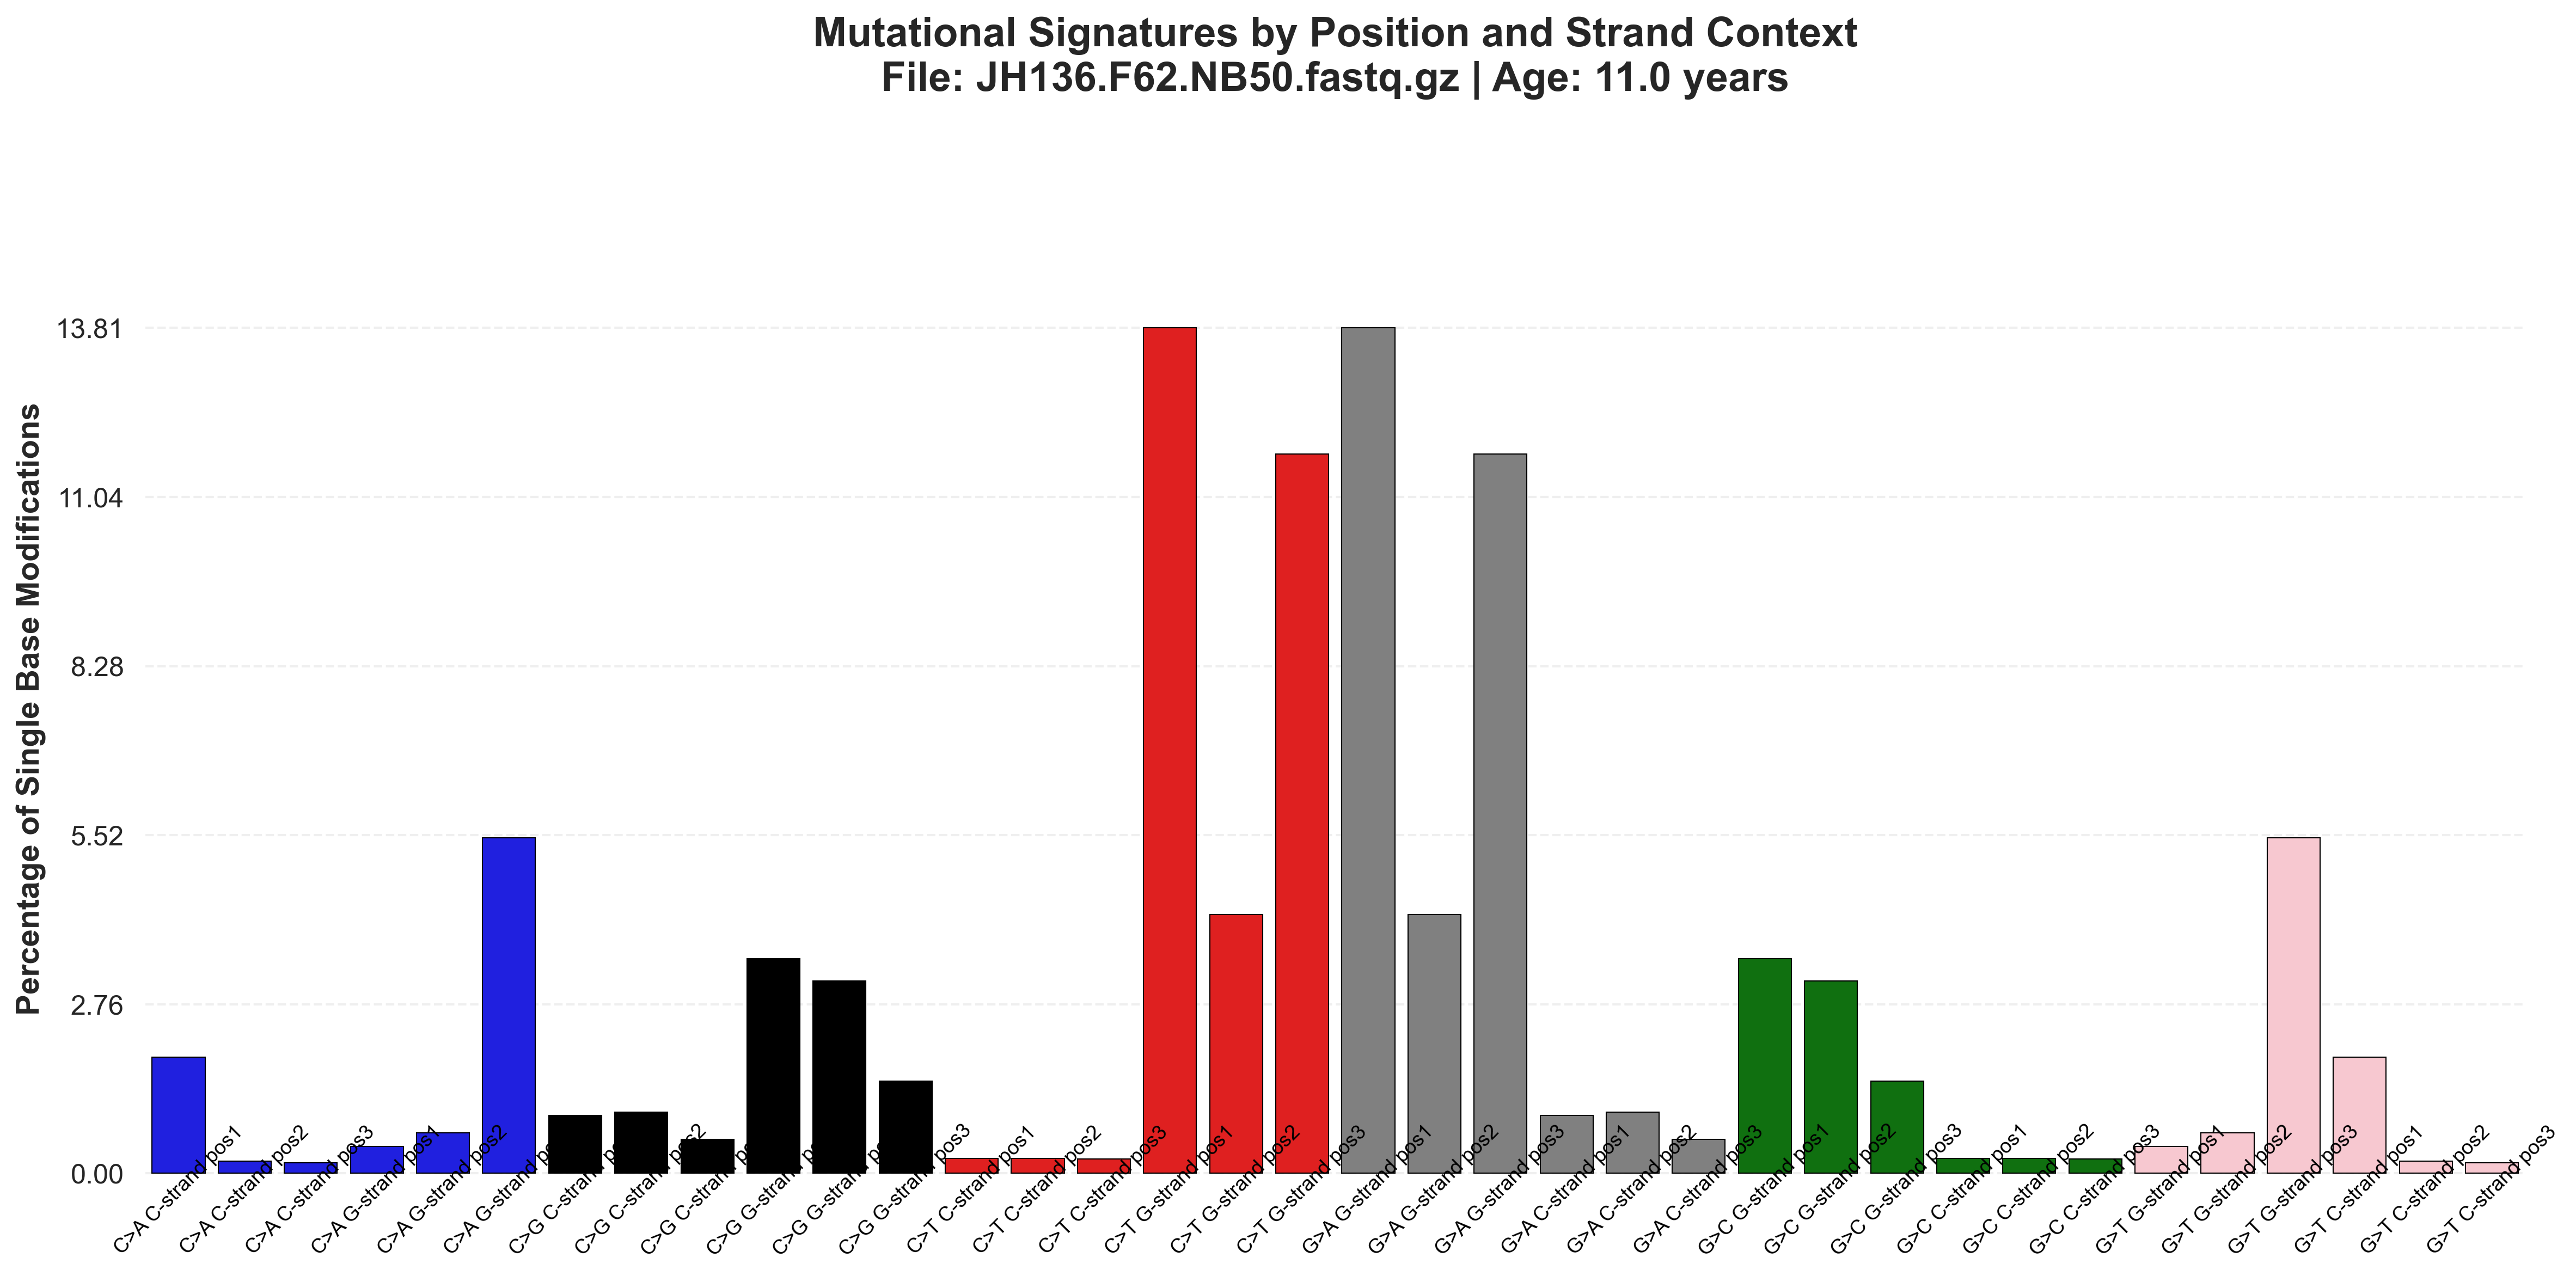 Mutational Signatures by Position and Strand Context
File: JH136.F62.NB50.fastq.gz | Age: 11.0 years
Percentage of Single Base Modifications
13.81
11.04
8.28
5.52
2.76
0.00
C>A C-strand pos1
C>A C-strand pos2
C>A C-strand pos3
C>A G-strand pos1
C>A G-strand pos2
C>A G-strand po
C>G C-strand p
C>G C-strand pos2
C>G C-strand p
C>G G-strand p
C>G G-strand p
C>G G-strand pos3
C>T C-strand pos1
C>T C-strand pos2
C>T C-strand pos3
C>T G-strand pos1
C>T G-strand pos2
C>T G-strand pos3
G>A G-strand pos1
G>A G-strand pos2
G>A G-strand pos3
G>A C-strand pos1
G>A C-strand pos2
G>A C-strand pos3
G>C G-strand pos1
G>C G-strand pos2
G>C G-strand pos3
G>C C-strand pos1
G>C C-strand pos2
G>C C-strand pos3
G>T G-strand pos1
G>T G-strand pos2
G>T G-strand pos3
G>T C-strand pos1
G>T C-strand pos2
G>T C-strand pos3